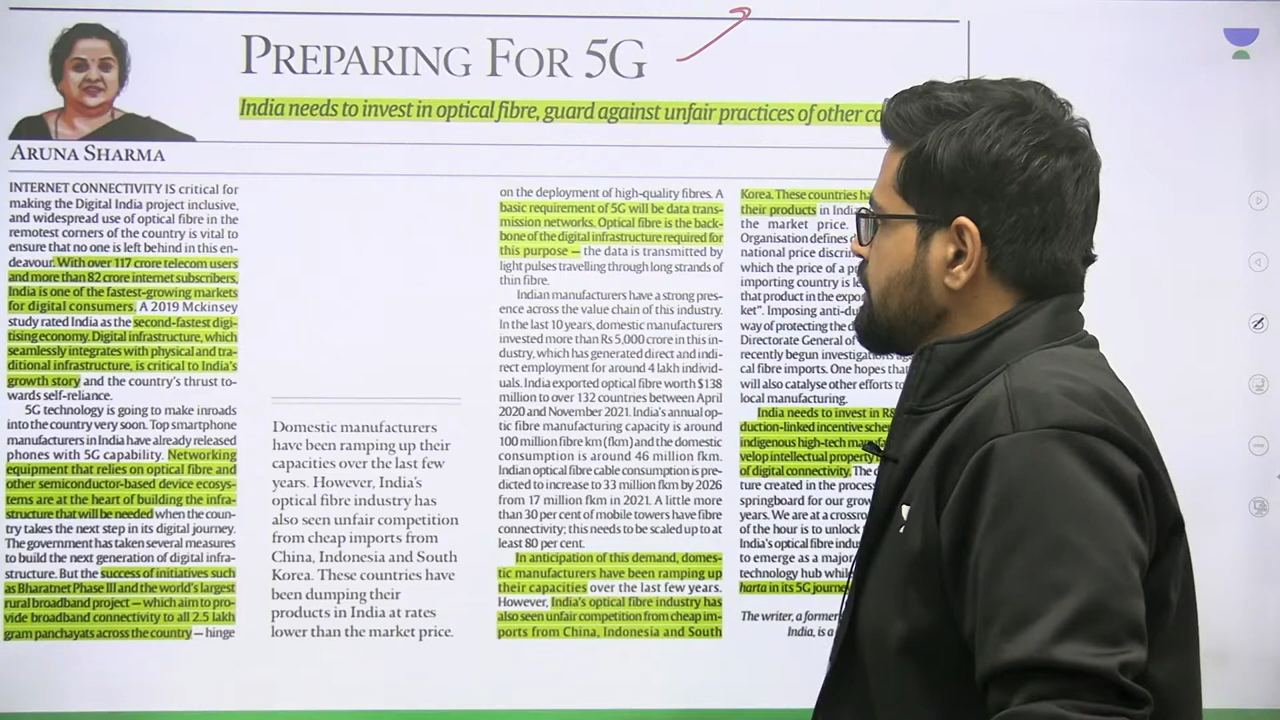 PREPARING FOR 5G
India needs to invest in optical fibre, guard against unfair practices of other
ARUNA SHARMA
INTERNET CONNECTIVITY IS critical for
making the Digital India project inclusive,
and widespread use of optical fibre in the
remotest corners of the country is vital to
ensure that no one is left behind in this en-
deavour. With over 117 crore telecom users
and more than 82 crore internet subscribers,
India is one of the fastest-growing markets
for digital consumers. A 2019 Mckinsey
study rated India as the second-fastest digi-
tising economy. Digital infrastructure, which
seamlessly integrates with physical and tra-
ditional infrastructure, is critical to India's
growth story and the country's thrust to-
wards self-reliance.
5G technology is going to make inroads
into the country very soon. Top smartphone
manufacturers in India have already released
phones with 5G capability. Networking
equipment that relies on optical fibre and
other semiconductor-based device ecosys-
tems are at the heart of building the infra-
structure that will be needed when the coun-
try takes the next step in its digital journey.
The government has taken several measures
to build the next generation of digital infra-
structure. But the success of initiatives such
as Bharatnet Phase III and the world's largest
rural broadband project — which aim to pro-
vide broadband connectivity to all 2.5 lakh
gram panchayats across the country — hinge
Domestic manufacturers
have been ramping up their
capacities over the last few
years. However, India's
optical fibre industry has
also seen unfair competition
from cheap imports from
China, Indonesia and South
Korea. These countries have
been dumping their
products in India at rates
lower than the market price.
on the deployment of high-quality fibres. A
basic requirement of 5G will be data trans-
mission networks. Optical fibre is the back-
bone of the digital infrastructure required for
this purpose — the data is transmitted by
light pulses travelling through long strands of
thin fibre.
Indian manufacturers have a strong pres-
ence across the value chain of this industry.
In the last 10 years, domestic manufacturers
invested more than Rs 5,000 crore in this in-
dustry, which has generated direct and indi-
rect employment for around 4 lakh individ-
uals. India exported optical fibre worth $138
million to over 132 countries between April
2020 and November 2021. India's annual op-
tic fibre manufacturing capacity is around
100 million fibre km (fkm) and the domestic
consumption is around 46 million fkm.
Indian optical fibre cable consumption is pre-
dicted to increase to 33 million fkm by 2026
from 17 million fkm in 2021. A little more
than 30 per cent of mobile towers have fibre
connectivity; this needs to be scaled up to at
least 80 per cent.
In anticipation of this demand, domes-
tic manufacturers have been ramping up
their capacities over the last few years.
However, India's optical fibre industry has
also seen unfair competition from cheap im-
ports from China, Indonesia and South
Korea. These countries
their products in
the market price.
Organisation defines
national price
which the price of a
importing country is
that product in the
ket". Imposing
way of protecting the
Directorate General of
recently begun investigations
cal fibre imports. One hopes that
will also catalyse other efforts to
local manufacturing.
India needs to invest in
duction-linked incentive
indigenous high-tech
velop intellectual property
of digital connectivity. The
ture created in the process
springboard for our
years. We are at a
of the hour is to unlock
India's optical fibre
to emerge as a major
technology hub while
harta in its 5G
The writer, a former
India, is a